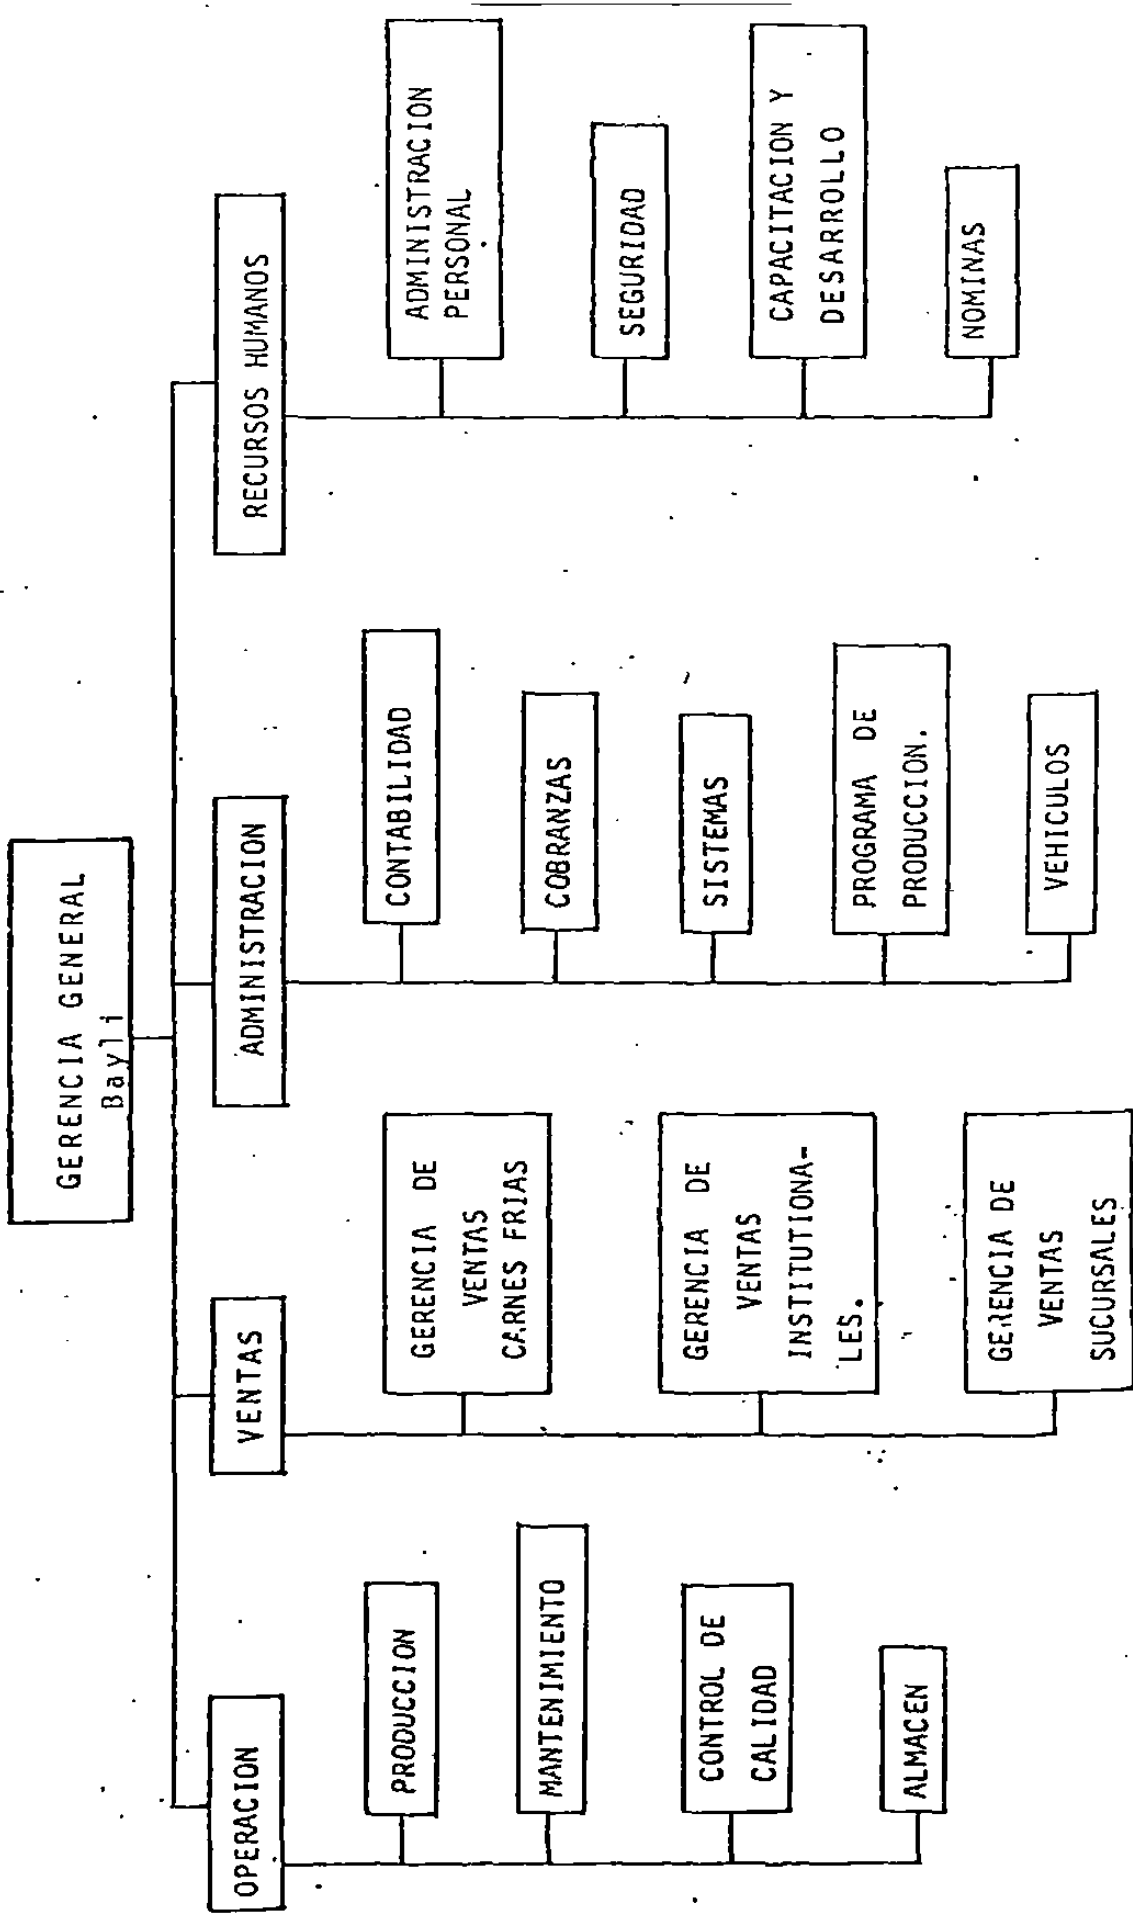 GERENCIA GENERAL
Bayli
OPERACION
VENTAS
ADMINISTRACION
RECURSOS HUMANOS
PRODUCCION
MANTENIMIENTO
CONTROL DE
CALIDAD
ALMACEN
GERENCIA DE
VENTAS
CARNES FRIAS
GERENCIA DE
VENTAS
INSTITUTIONA-
LES.
GERENCIA DE
VENTAS
SUCURSALES
CONTABILIDAD
COBRANZAS
SISTEMAS
PROGRAMA DE
PRODUCCION.
VEHICULOS
ADMINISTRACION
PERSONAL
SEGURIDAD
CAPACITACION Y
DESARROLLO
NOMINAS